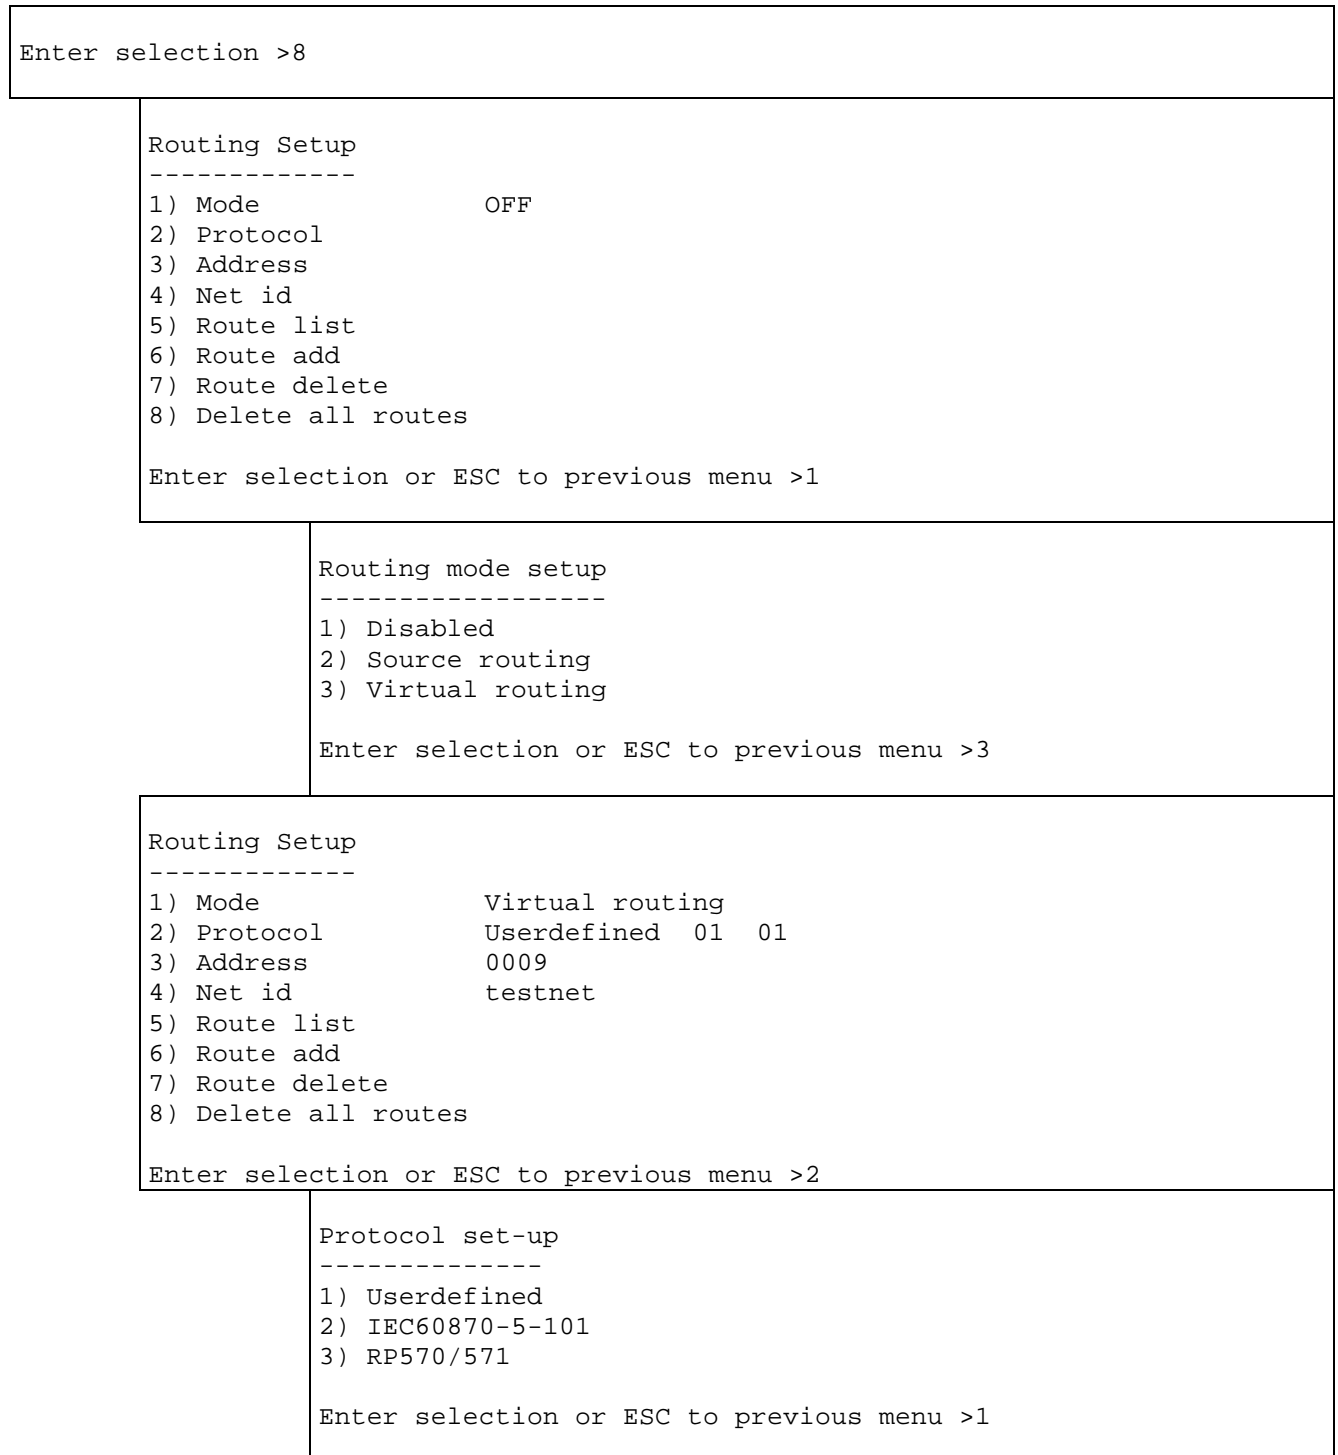 Enter selection >8
Routing Setup
-------------
1) Mode OFF
2) Protocol
3) Address
4) Net id
5) Route list
6) Route add
7) Route delete
8) Delete all routes
Enter selection or ESC to previous menu >1
Routing mode setup
------------------
1) Disabled
2) Source routing
3) Virtual routing
Enter selection or ESC to previous menu >3
Routing Setup
-------------
1) Mode Virtual routing
2) Protocol Userdefined 01 01
3) Address 0009
4) Net id testnet
5) Route list
6) Route add
7) Route delete
8) Delete all routes
Enter selection or ESC to previous menu >2
Protocol set-up
--------------
1) Userdefined
2) IEC60870-5-101
3) RP570/571
Enter selection or ESC to previous menu >1